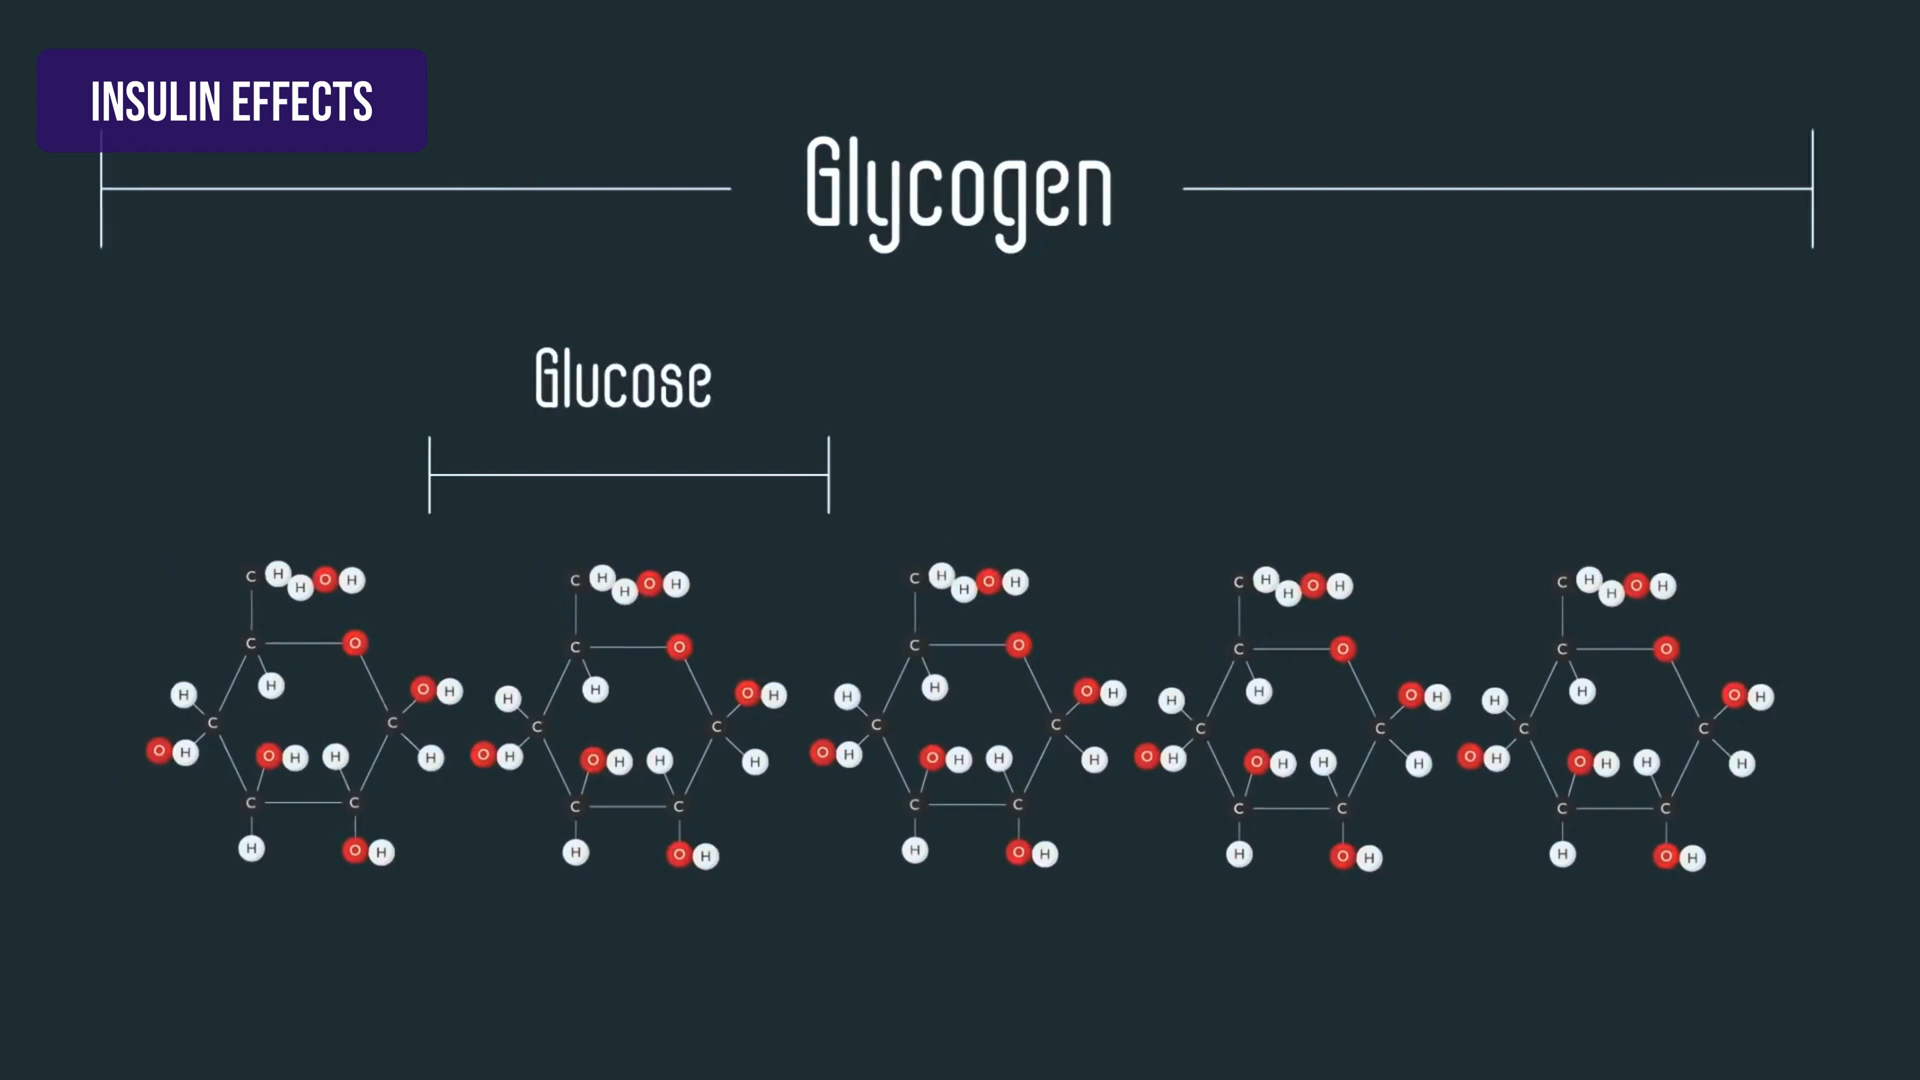 INSULIN EFFECTS
Glycogen
Glucose
C H H O H C H H O H C H H O H C H H O H C H H O H
C O C O C O C O C O
H H O H H H O H H H O H H H O H H H O H
C C C C C C C C C C
O H O H H H O H O H H H O H O H H H O H O H H H O H O H H H
C C C C C C C C C C
H O H H O H H O H H O H H O H